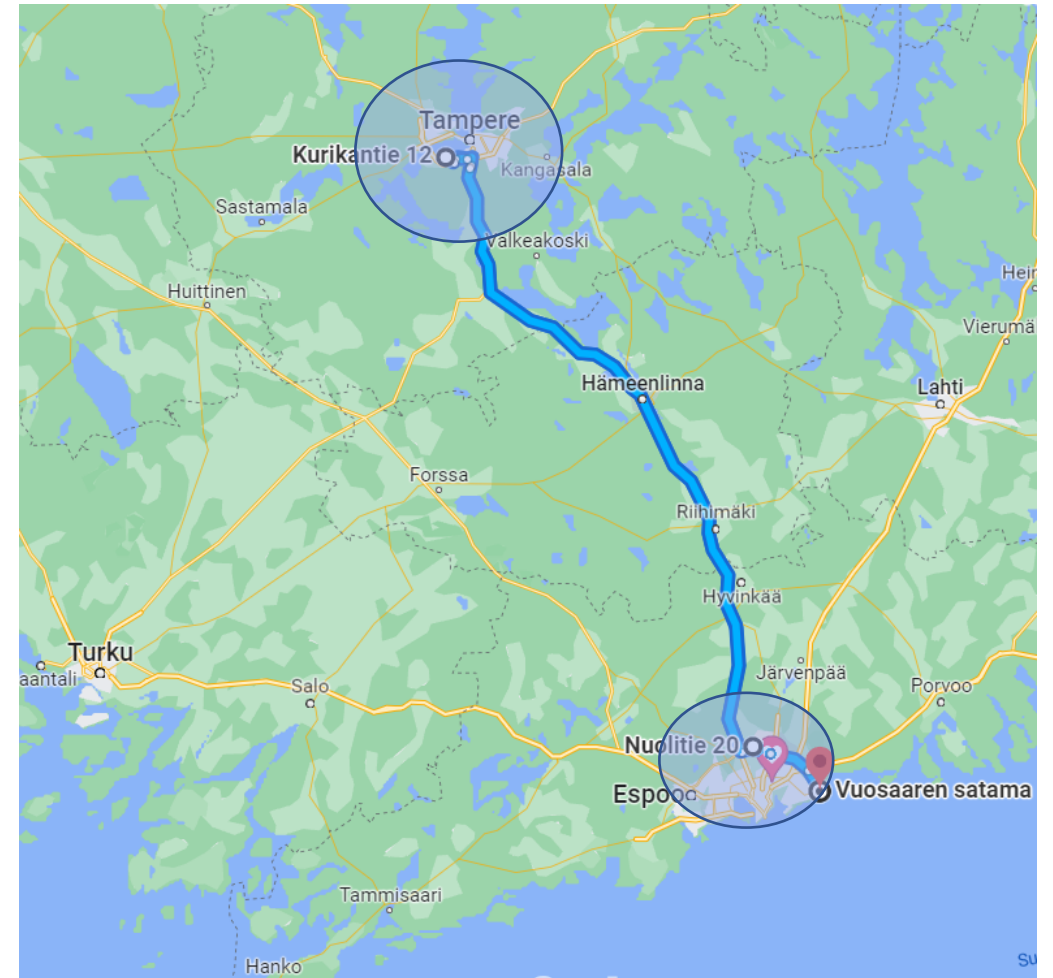 Tampere
Kurikantie 12
Kangasala
Sastamala
Valkeakoski
Huittinen
Vierumä
Hämeenlinna
Lahti
Forssa
Riihimäki
Hyvinkää
Turku
aantali
Salo
Järvenpää
Porvoo
Nuolitie 20
Espoo
Vuosaaren satama
Tammisaari
Hanko